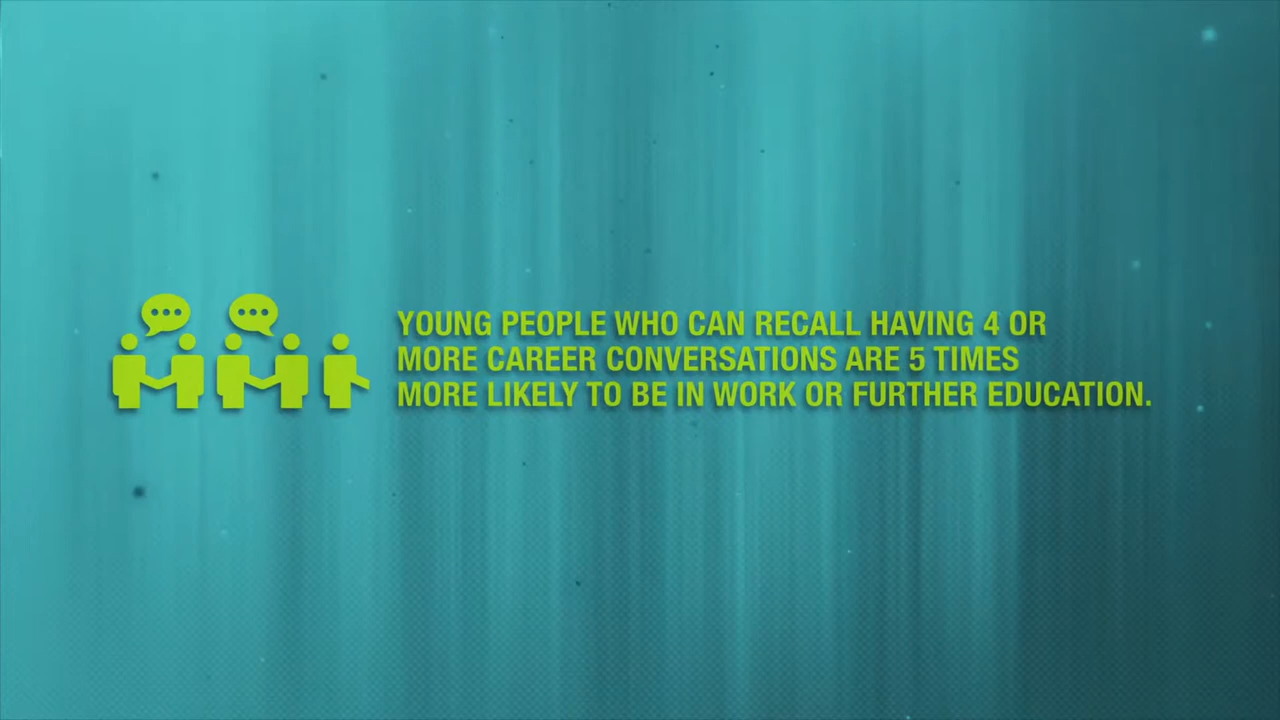 YOUNG PEOPLE WHO CAN RECALL HAVING 4 OR
MORE CAREER CONVERSATIONS ARE 5 TIMES
MORE LIKELY TO BE IN WORK OR FURTHER EDUCATION.